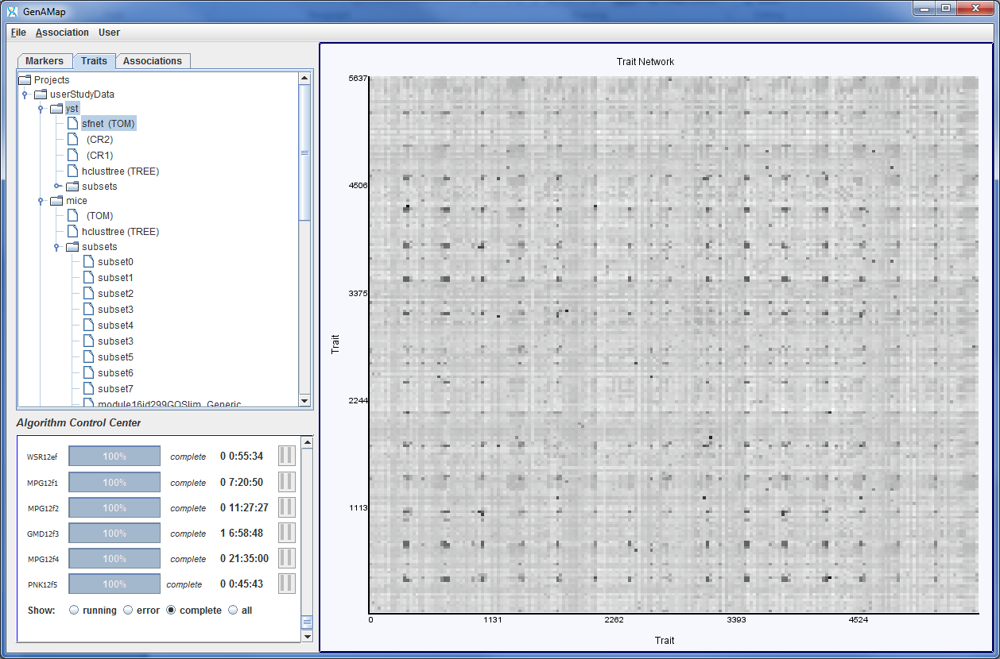 GenAMap
File Association User
Markers Traits Associations
Projects
userStudyData
yst
sfnet (TOM)
(CR2)
(CR1)
hclusttree (TREE)
subsets
mice
(TOM)
hclusttree (TREE)
subsets
subset0
subset1
subset2
subset3
subset4
subset3
subset5
subset6
subset7
module16id299GOSlim_Generic
Algorithm Control Center
WSR12ef 100% complete 0 0:55:34
MPG12f1 100% complete 0 7:20:50
MPG12f2 100% complete 0 11:27:27
GMD12f3 100% complete 1 6:58:48
MPG12f4 100% complete 0 21:35:00
PNK12f5 100% complete 0 0:45:43
Show: running error complete all
Trait Network
5637
4506
3375
Trait
2244
1113
0 1131 2262 3393 4524
Trait